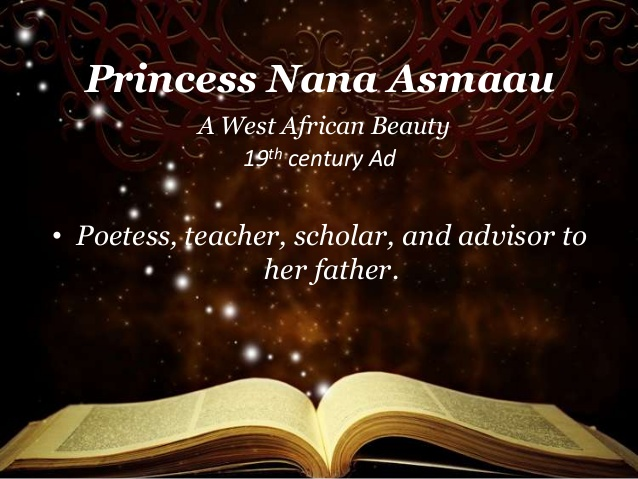 Princess Nana Asmaau
A West African Beauty
19th century Ad
• Poetess, teacher, scholar, and advisor to
her father.